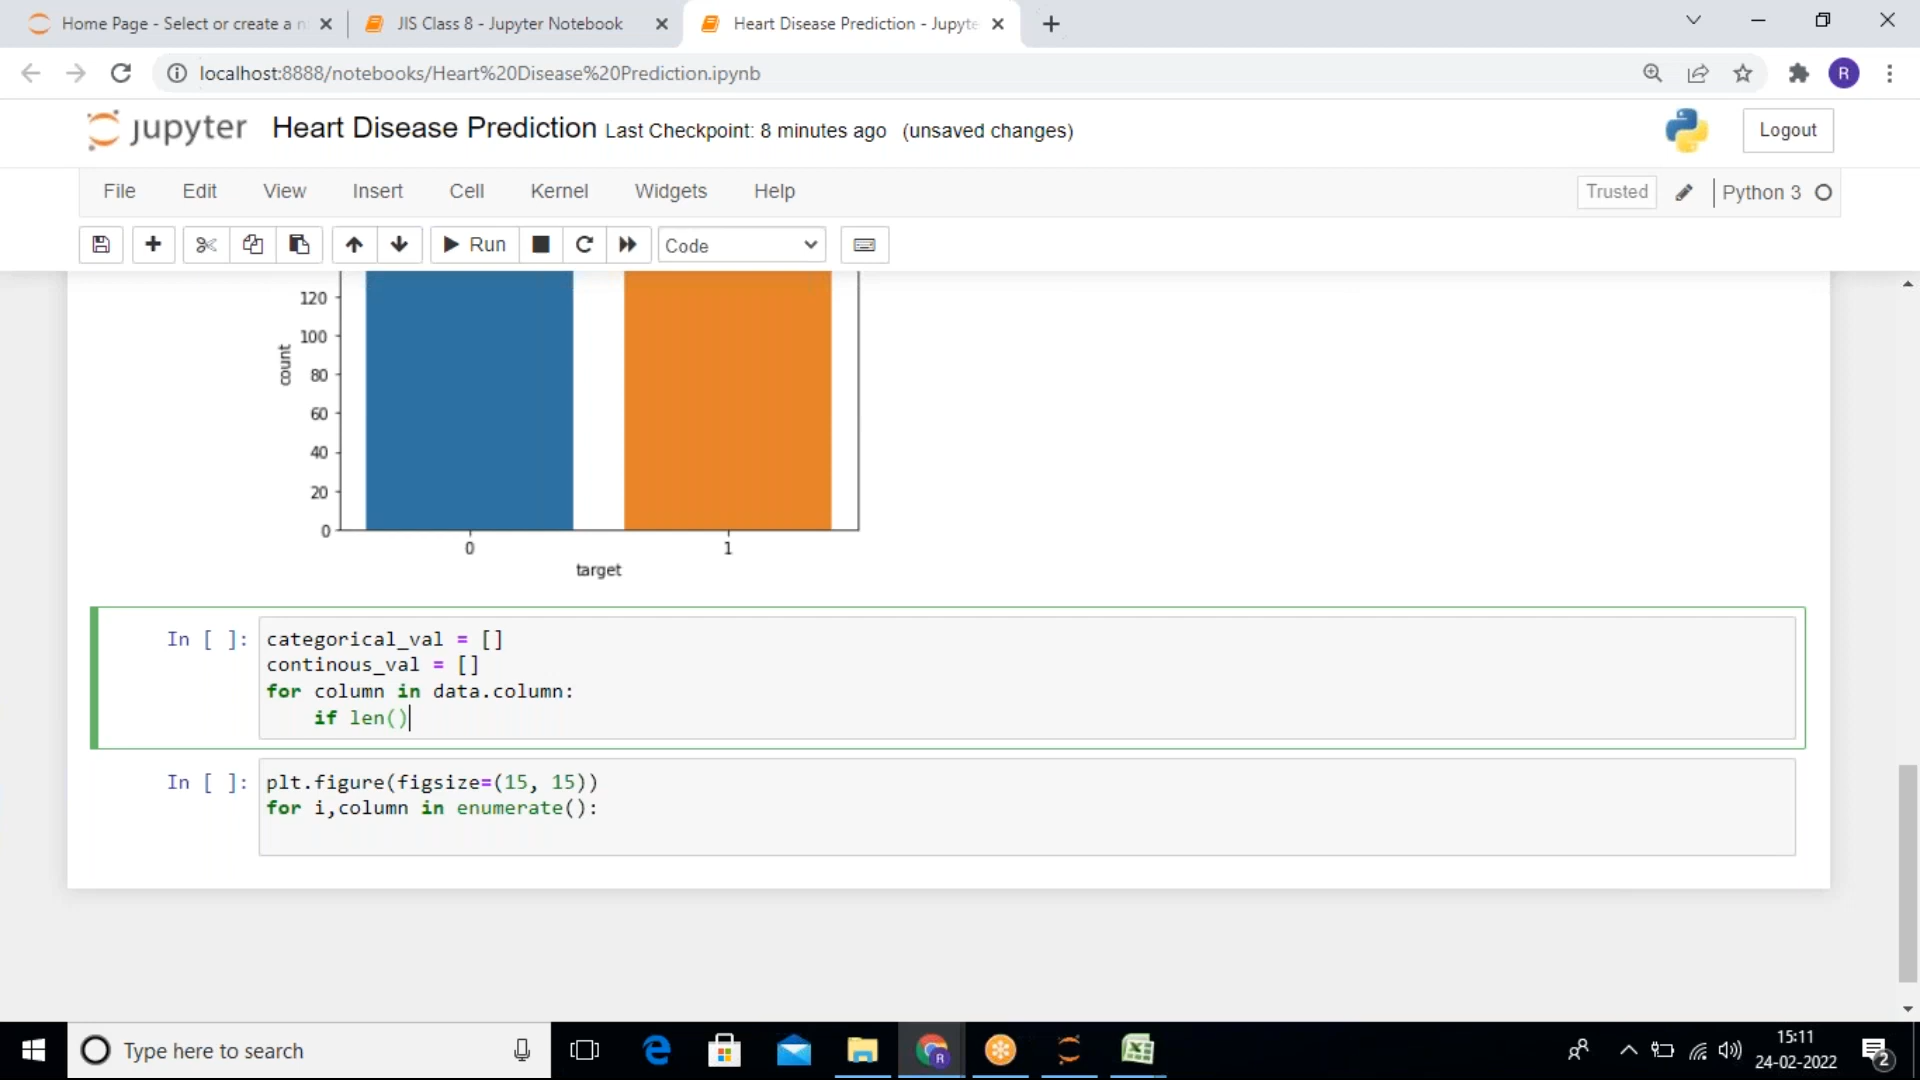 Home Page - Select or create a n
JIS Class 8 - Jupyter Notebook
Heart Disease Prediction - Jupyte
localhost:8888/notebooks/Heart%20Disease%20Prediction.ipynb
R
jupyter
Heart Disease Prediction Last Checkpoint: 8 minutes ago (unsaved changes)
Logout
File Edit View Insert Cell Kernel Widgets Help
Trusted
Python 3
Run
Code
120
100
80
60
40
20
0
count
0
1
target
In [ ]:
categorical_val = []
continous_val = []
for column in data.column:
    if len()
In [ ]:
plt.figure(figsize=(15, 15))
for i,column in enumerate():
Type here to search
R
15:11
24-02-2022
2